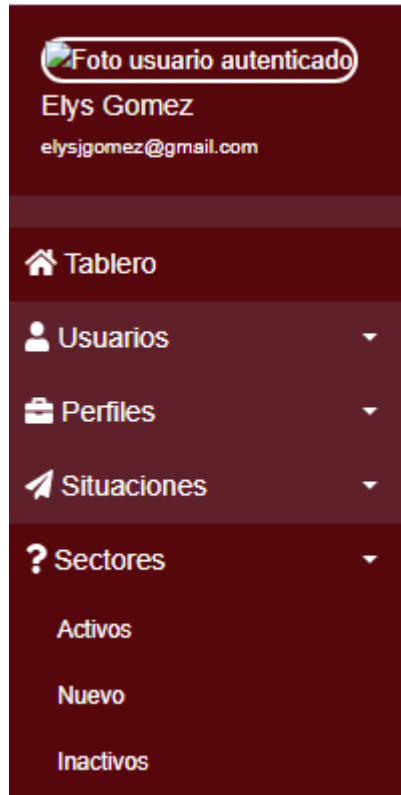 Foto usuario autenticado
Elys Gomez
elysjgomez@gmail.com
Tablero
Usuarios
Perfiles
Situaciones
? Sectores
Activos
Nuevo
Inactivos